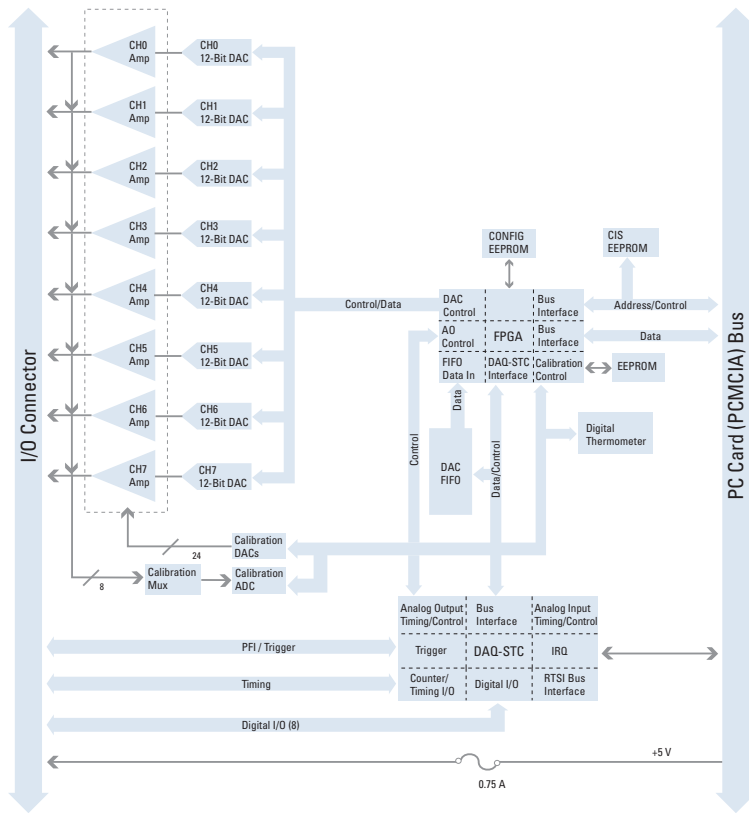 CH0
Amp
CH0
12-Bit DAC
CH1
Amp
CH1
12-Bit DAC
CH2
Amp
CH2
12-Bit DAC
CH3
Amp
CH3
12-Bit DAC
CH4
Amp
CH4
12-Bit DAC
CH5
Amp
CH5
12-Bit DAC
CH6
Amp
CH6
12-Bit DAC
CH7
Amp
CH7
12-Bit DAC
I/O Connector
PC Card (PCMCIA) Bus
CONFIG
EEPROM
CIS
EEPROM
Control/Data
DAC
Control
Bus
Interface
Address/Control
AO
Control
FPGA
Bus
Interface
Data
FIFO
Data In
DAQ-STC
Interface
Calibration
Control
EEPROM
Data
Control
Data/Control
DAC
FIFO
Digital
Thermometer
24
Calibration
DACs
8
Calibration
Mux
Calibration
ADC
Analog Output
Timing/Control
Bus
Interface
Analog Input
Timing/Control
PFI / Trigger
Trigger
DAQ-STC
IRQ
Timing
Counter/
Timing I/O
Digital I/O
RTSI Bus
Interface
Digital I/O (8)
+5 V
0.75 A